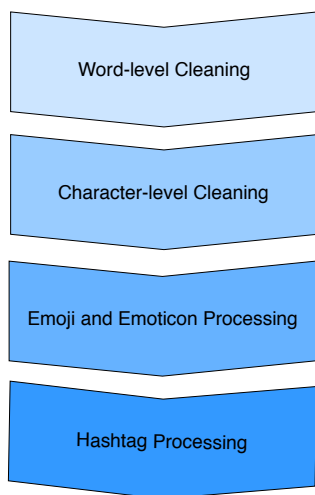 Word-level Cleaning
Character-level Cleaning
Emoji and Emoticon Processing
Hashtag Processing